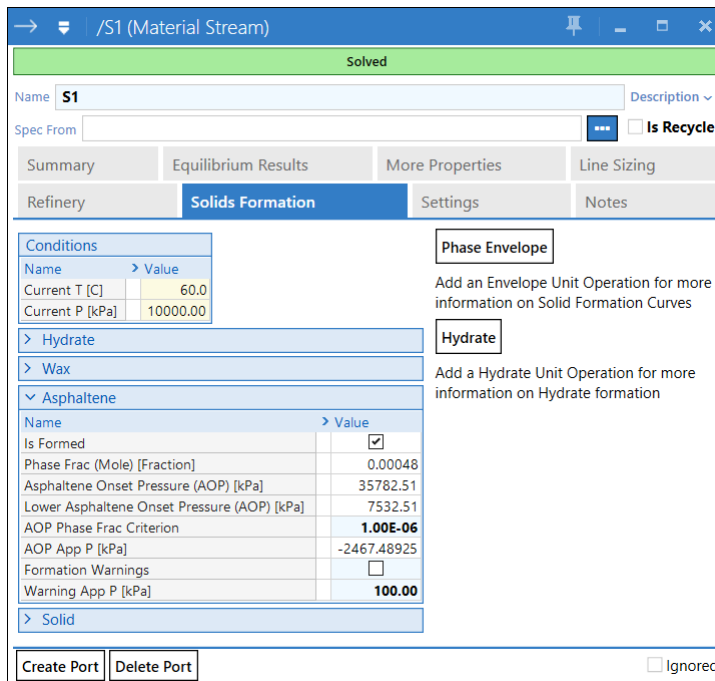 /S1 (Material Stream)
Solved
Name S1 Description
Spec From ... Is Recycle
Summary Equilibrium Results More Properties Line Sizing
Refinery Solids Formation Settings Notes
Conditions
Name > Value
Current T [C] 60.0
Current P [kPa] 10000.00
Phase Envelope
Add an Envelope Unit Operation for more
information on Solid Formation Curves
Hydrate
Add a Hydrate Unit Operation for more
information on Hydrate formation
> Hydrate
> Wax
Asphaltene
Name > Value
Is Formed
Phase Frac (Mole) [Fraction] 0.00048
Asphaltene Onset Pressure (AOP) [kPa] 35782.51
Lower Asphaltene Onset Pressure (AOP) [kPa] 7532.51
AOP Phase Frac Criterion 1.00E-06
AOP App P [kPa] -2467.48925
Formation Warnings
Warning App P [kPa] 100.00
> Solid
Create Port Delete Port Ignored